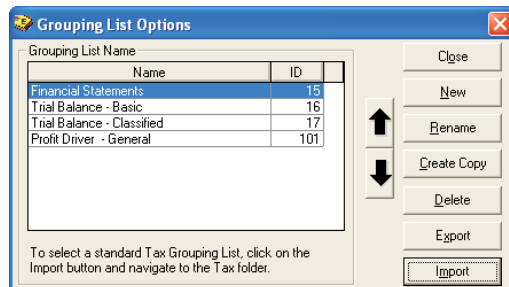 Grouping List Options
Grouping List Name
Name ID
Financial Statements 15
Trial Balance - Basic 16
Trial Balance - Classified 17
Profit Driver - General 101
To select a standard Tax Grouping List, click on the
Import button and navigate to the Tax folder.
Close
New
Rename
Create Copy
Delete
Export
Import